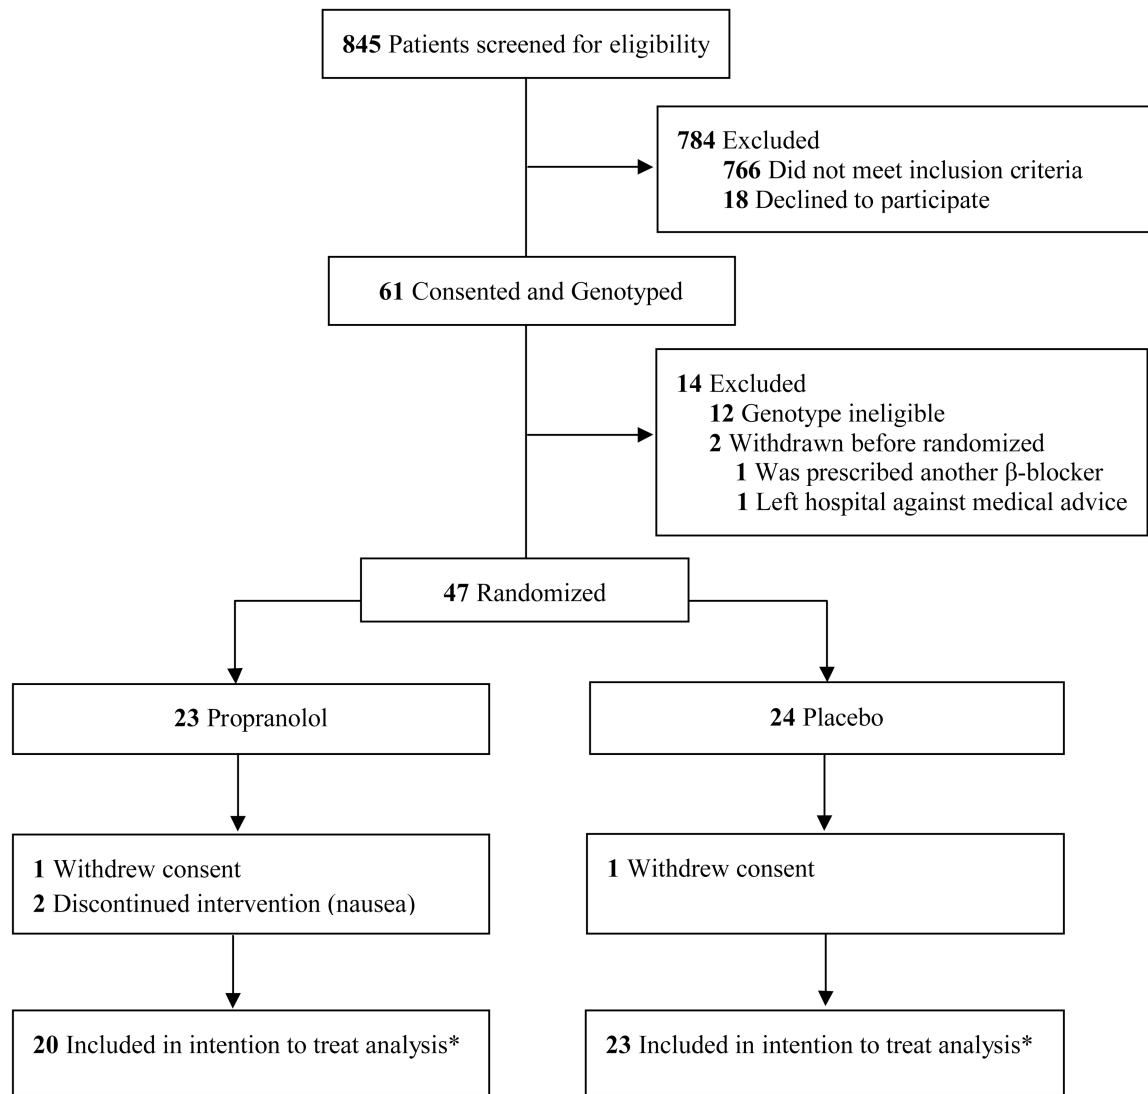 845 Patients screened for eligibility
784 Excluded
766 Did not meet inclusion criteria
18 Declined to participate
61 Consented and Genotyped
14 Excluded
12 Genotype ineligible
2 Withdrawn before randomized
1 Was prescribed another β-blocker
1 Left hospital against medical advice
47 Randomized
23 Propranolol
24 Placebo
1 Withdrew consent
2 Discontinued intervention (nausea)
1 Withdrew consent
20 Included in intention to treat analysis*
23 Included in intention to treat analysis*